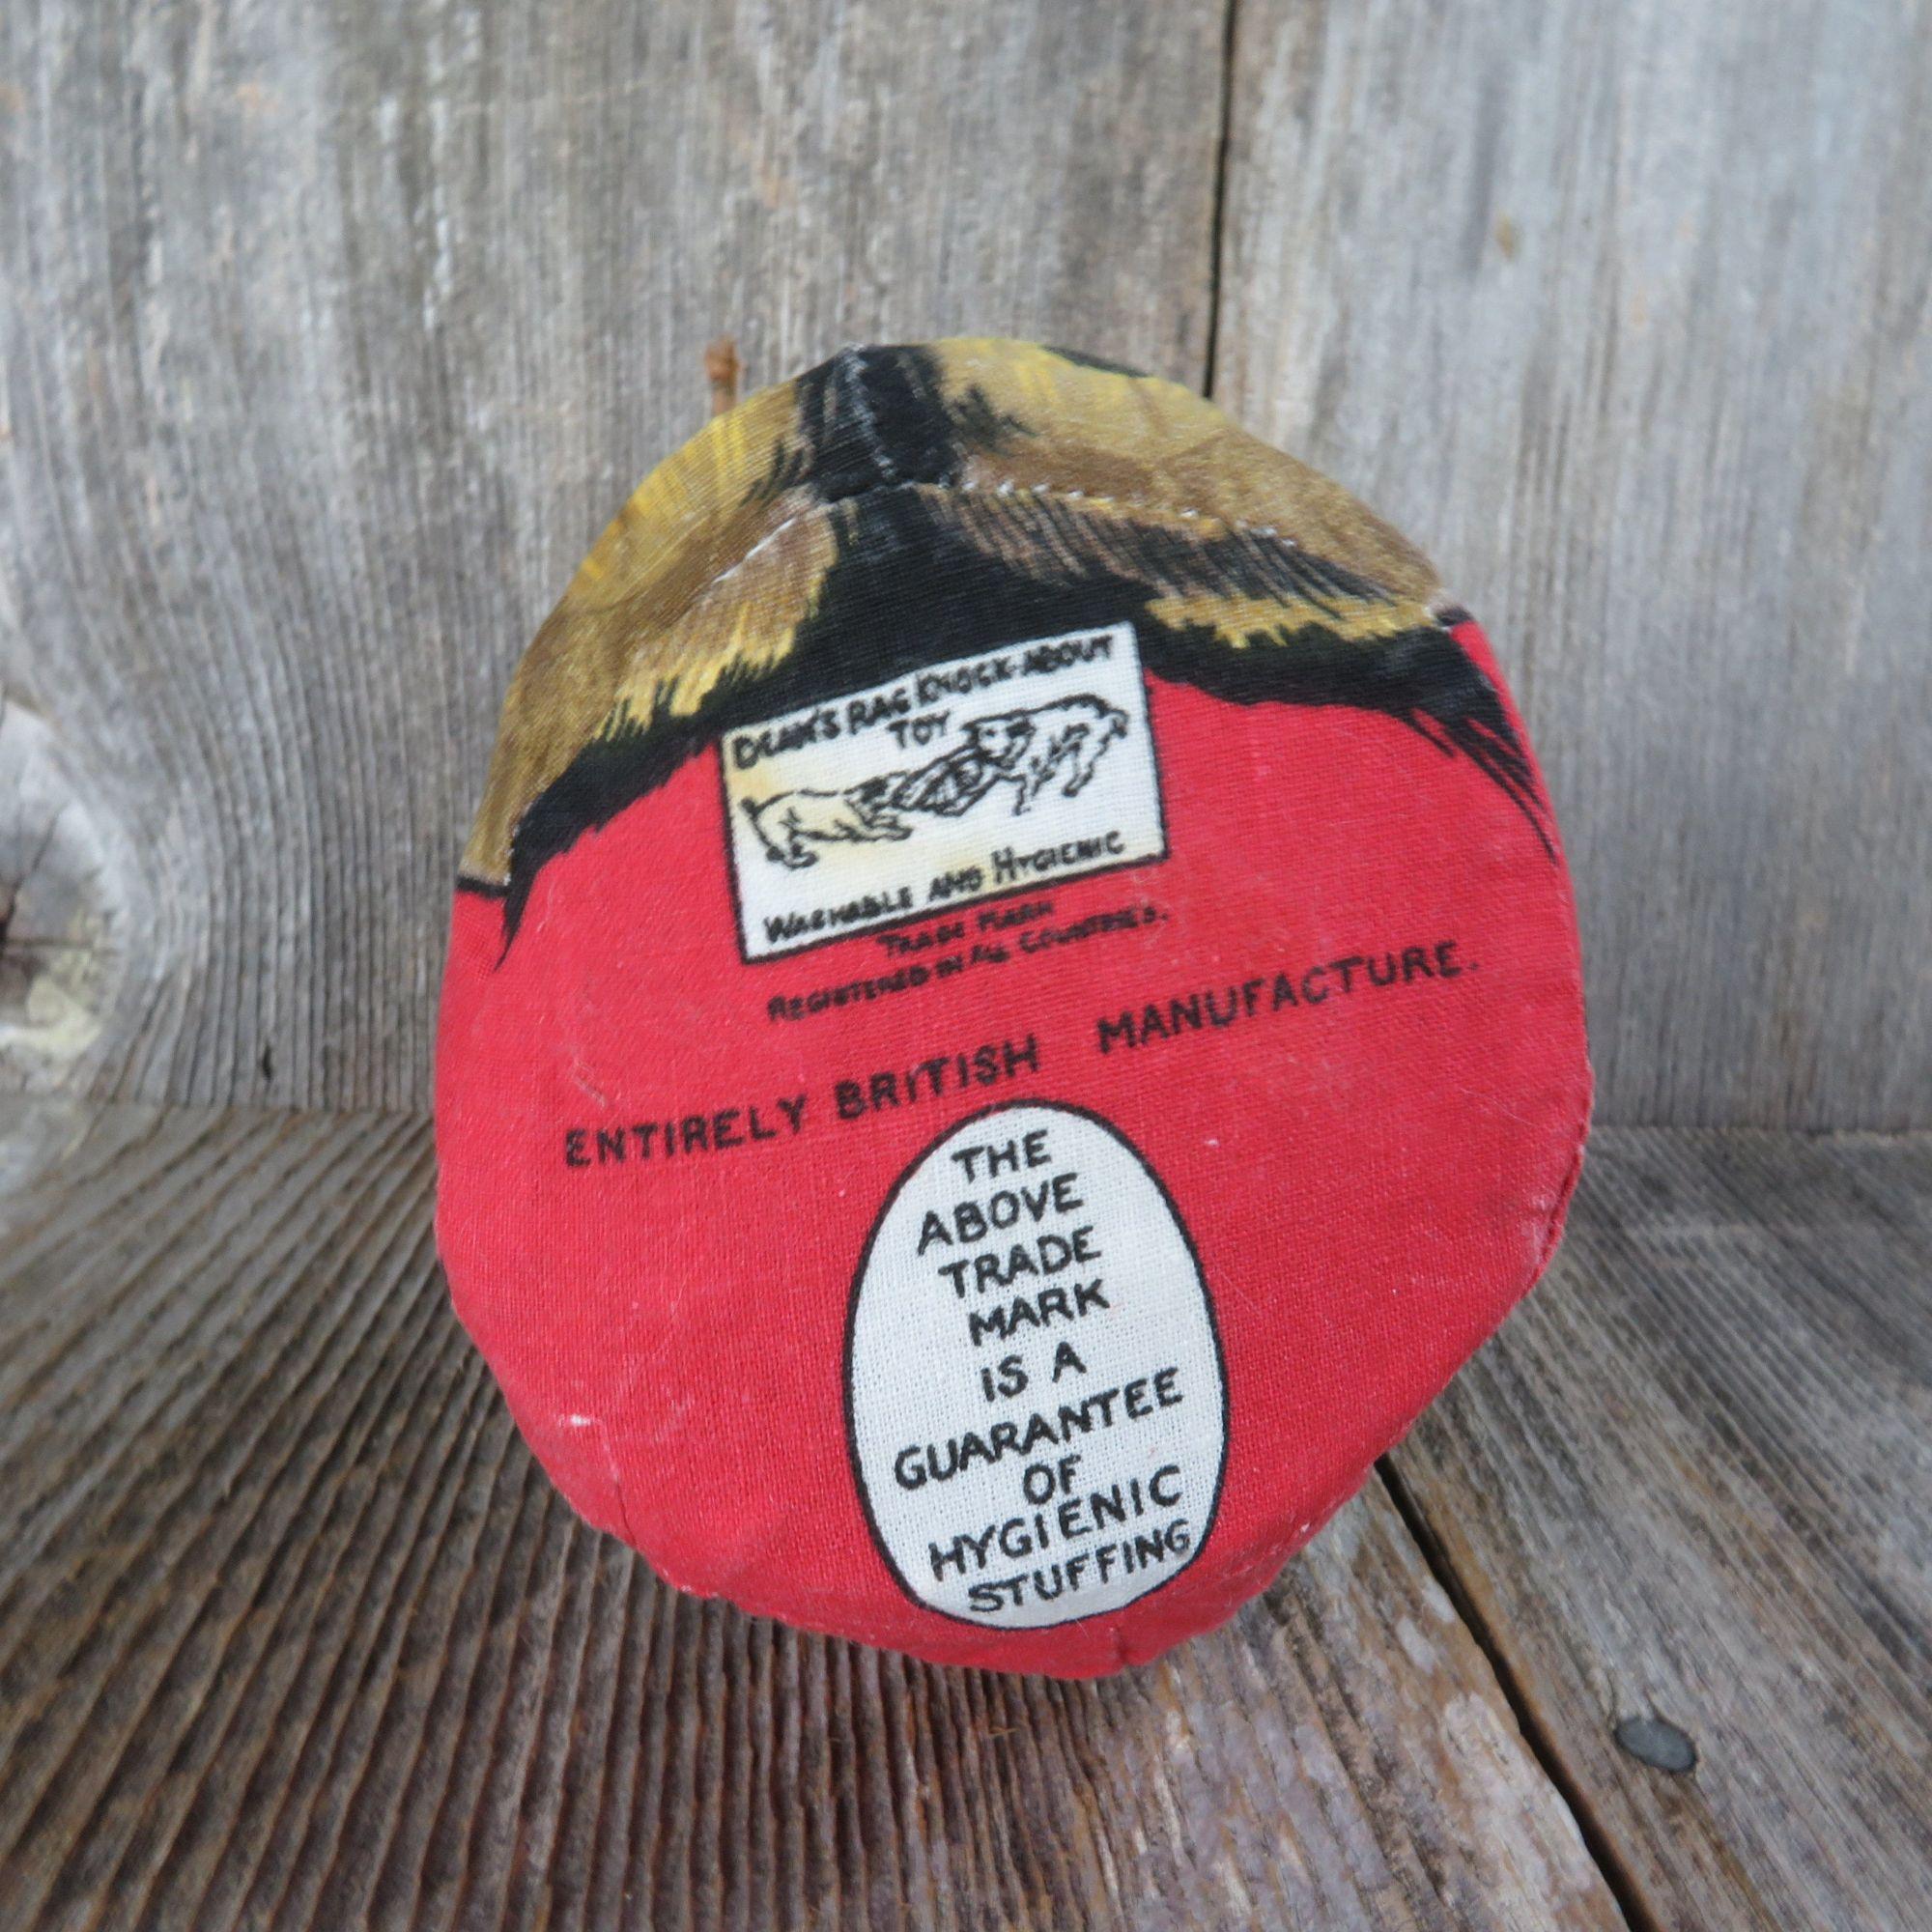 DEAN'S RAG KNOCK-ABOUT
TOY
WASHABLE AND HYGIENIC
TRADE MARK
REGISTERED IN ALL COUNTRIES.
ENTIRELY BRITISH MANUFACTURE.
THE
ABOVE
TRADE
MARK
IS A
GUARANTEE
OF
HYGIENIC
STUFFING